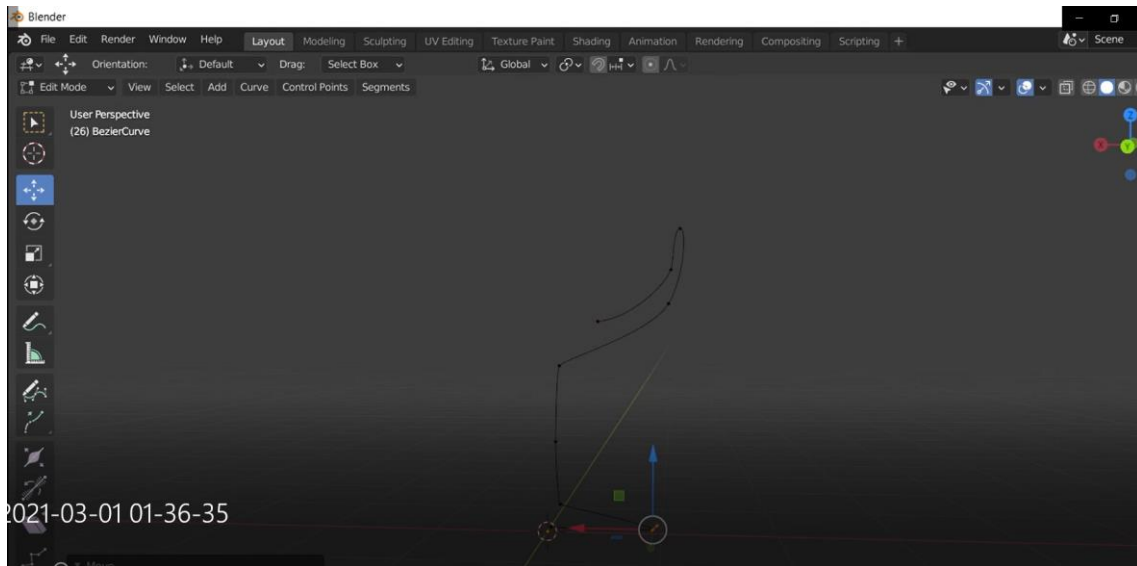 Blender
File Edit Render Window Help Layout Modeling Sculpting UV Editing Texture Paint Shading Animation Rendering Compositing Scripting + Scene
Orientation: Default Drag: Select Box Global
Edit Mode View Select Add Curve Control Points Segments
User Perspective
(26) BezierCurve
Z
X
Y
2021-03-01 01-36-35
Move